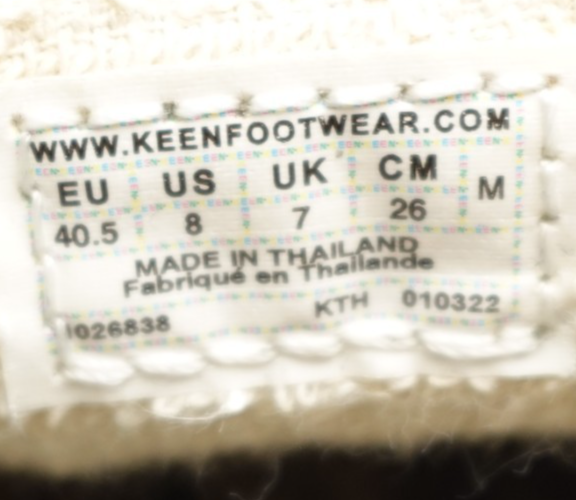 WWW.KEENFOOTWEAR.COM
EU US UK CM M
40.5 8 7 26
MADE IN THAILAND
Fabriqué en Thaïlande
KTH 010322
1026838